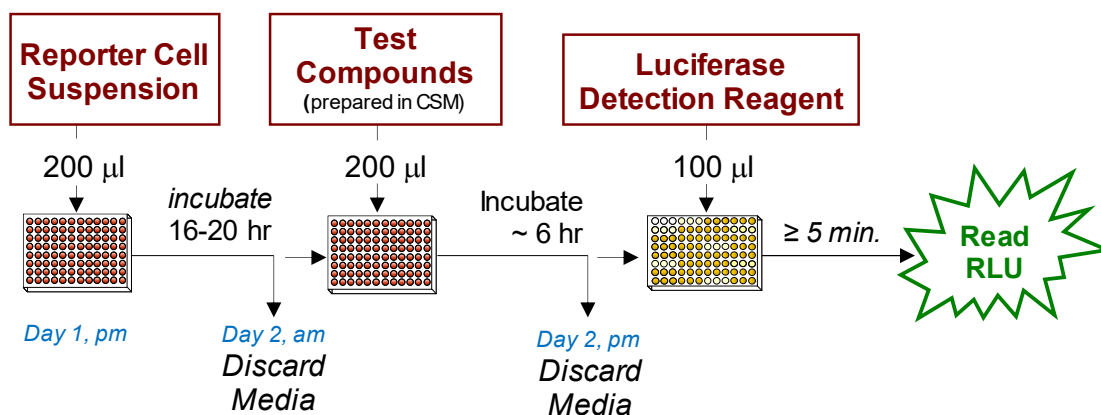 Reporter Cell
Suspension
Test
Compounds
(prepared in CSM)
Luciferase
Detection Reagent
200 µl
incubate
16-20 hr
200 µl
Incubate
~ 6 hr
100 µl
≥ 5 min.
Read
RLU
Day 1, pm
Day 2, am
Discard
Media
Day 2, pm
Discard
Media